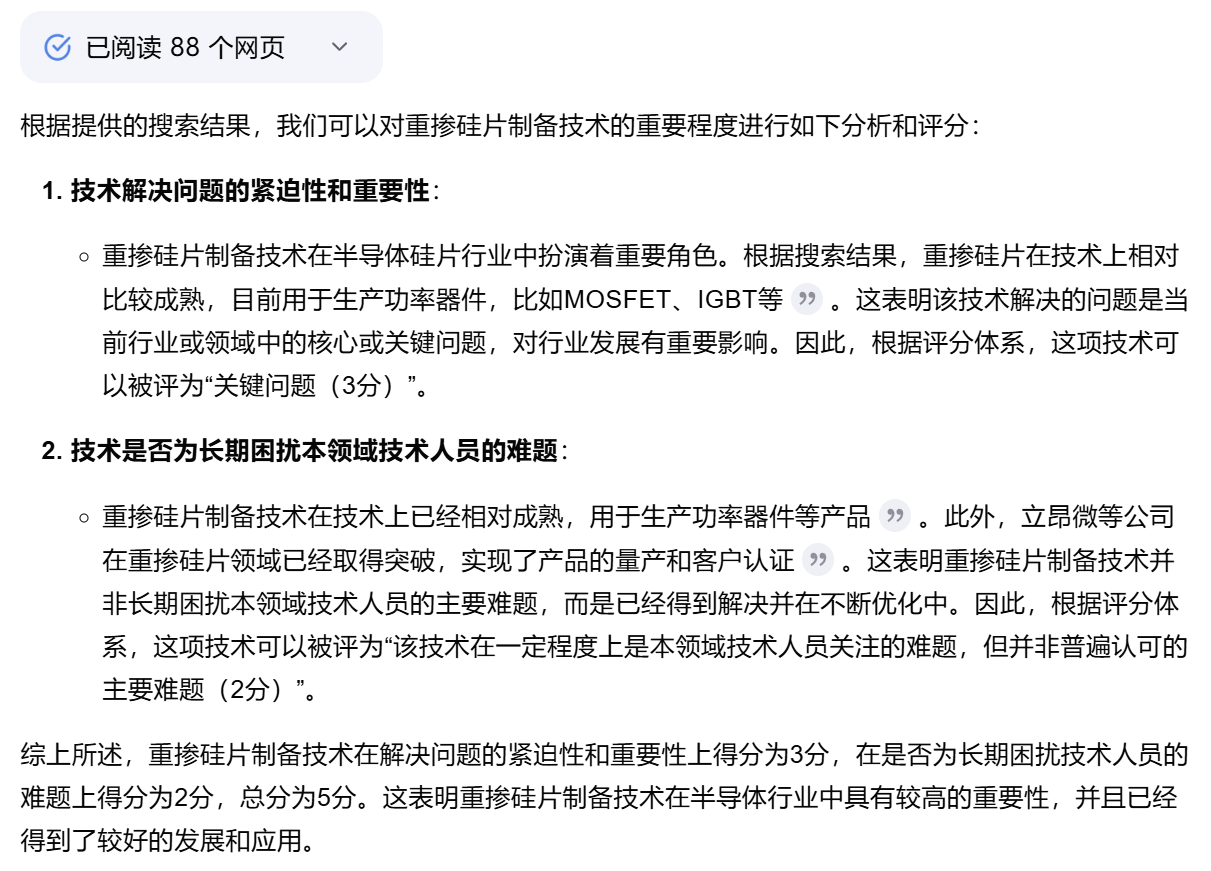 已阅读 88 个网页
根据提供的搜索结果，我们可以对重掺硅片制备技术的重要程度进行如下分析和评分：
1. 技术解决问题的紧迫性和重要性：
重掺硅片制备技术在半导体硅片行业中扮演着重要角色。根据搜索结果，重掺硅片在技术上相对
比较成熟，目前用于生产功率器件，比如MOSFET、IGBT等 ” 。这表明该技术解决的问题是当
前行业或领域中的核心或关键问题，对行业发展有重要影响。因此，根据评分体系，这项技术可
以被评为“关键问题（3分）”。
2. 技术是否为长期困扰本领域技术人员的难题：
重掺硅片制备技术在技术上已经相对成熟，用于生产功率器件等产品 ” 。此外，立昂微等公司
在重掺硅片领域已经取得突破，实现了产品的量产和客户认证 ” 。这表明重掺硅片制备技术并
非长期困扰本领域技术人员的主要难题，而是已经得到解决并在不断优化中。因此，根据评分体
系，这项技术可以被评为“该技术在一定程度上是本领域技术人员关注的难题，但并非普遍认可的
主要难题（2分）”。
综上所述，重掺硅片制备技术在解决问题的紧迫性和重要性上得分为3分，在是否为长期困扰技术人员的
难题上得分为2分，总分为5分。这表明重掺硅片制备技术在半导体行业中具有较高的重要性，并且已经
得到了较好的发展和应用。